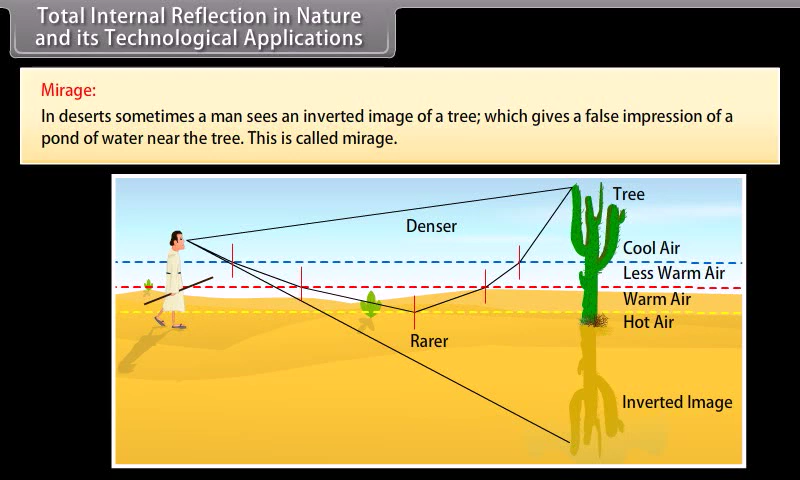 Total Internal Reflection in Nature
and its Technological Applications
Mirage:
In deserts sometimes a man sees an inverted image of a tree; which gives a false impression of a
pond of water near the tree. This is called mirage.
Tree
Denser
Cool Air
Less Warm Air
Warm Air
Hot Air
Rarer
Inverted Image